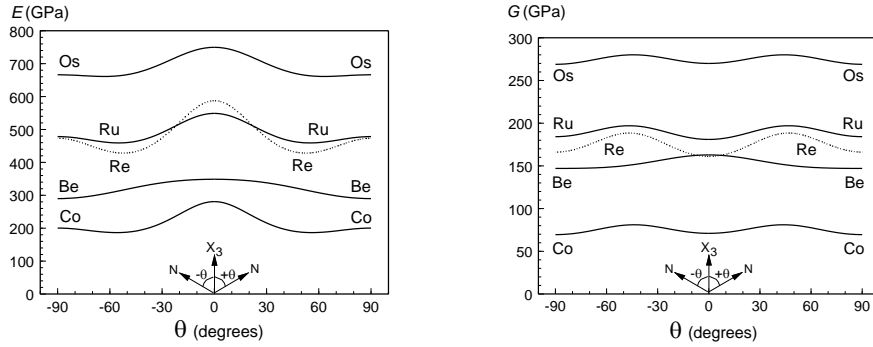 E (GPa)
800
700
600
500
400
300
200
100
0
Os
Os
Ru
Ru
Re
Be
Be
Co
Co
X3
N
-θ
+θ
N
-90
-60
-30
0
30
60
90
θ (degrees)
G (GPa)
300
250
200
150
100
50
0
Os
Os
Ru
Ru
Re
Re
Be
Be
Co
Co
X3
N
-θ
+θ
N
-90
-60
-30
0
30
60
90
θ (degrees)